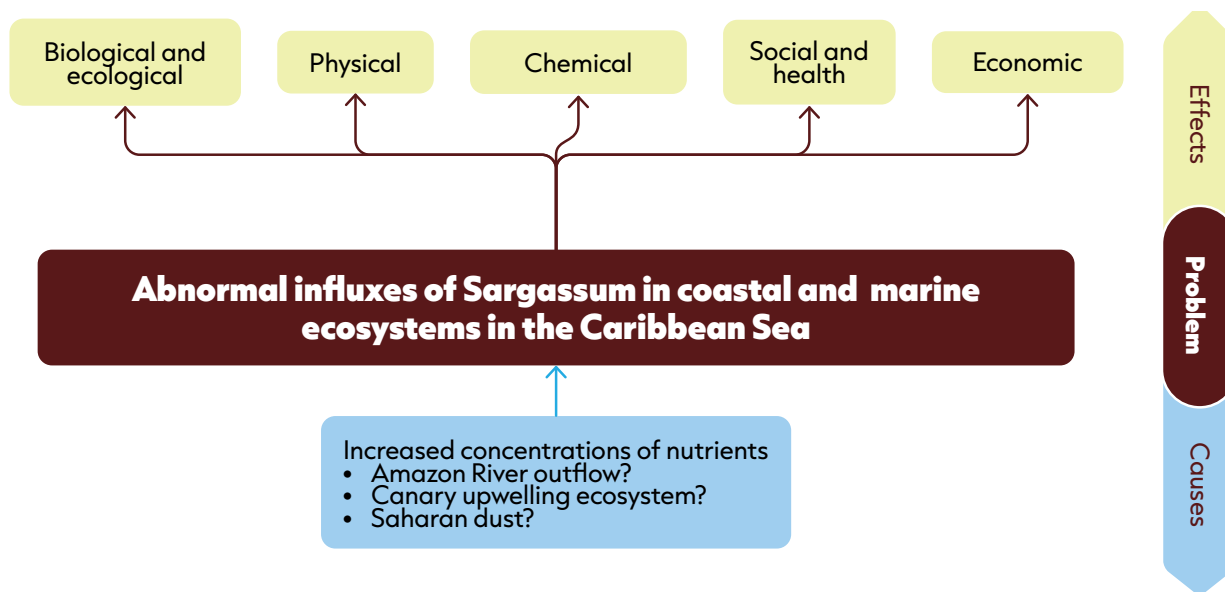 Biological and
ecological
Physical
Chemical
Social and
health
Economic
Effects
Abnormal influxes of Sargassum in coastal and marine
ecosystems in the Caribbean Sea
Problem
Increased concentrations of nutrients
• Amazon River outflow?
• Canary upwelling ecosystem?
• Saharan dust?
Causes